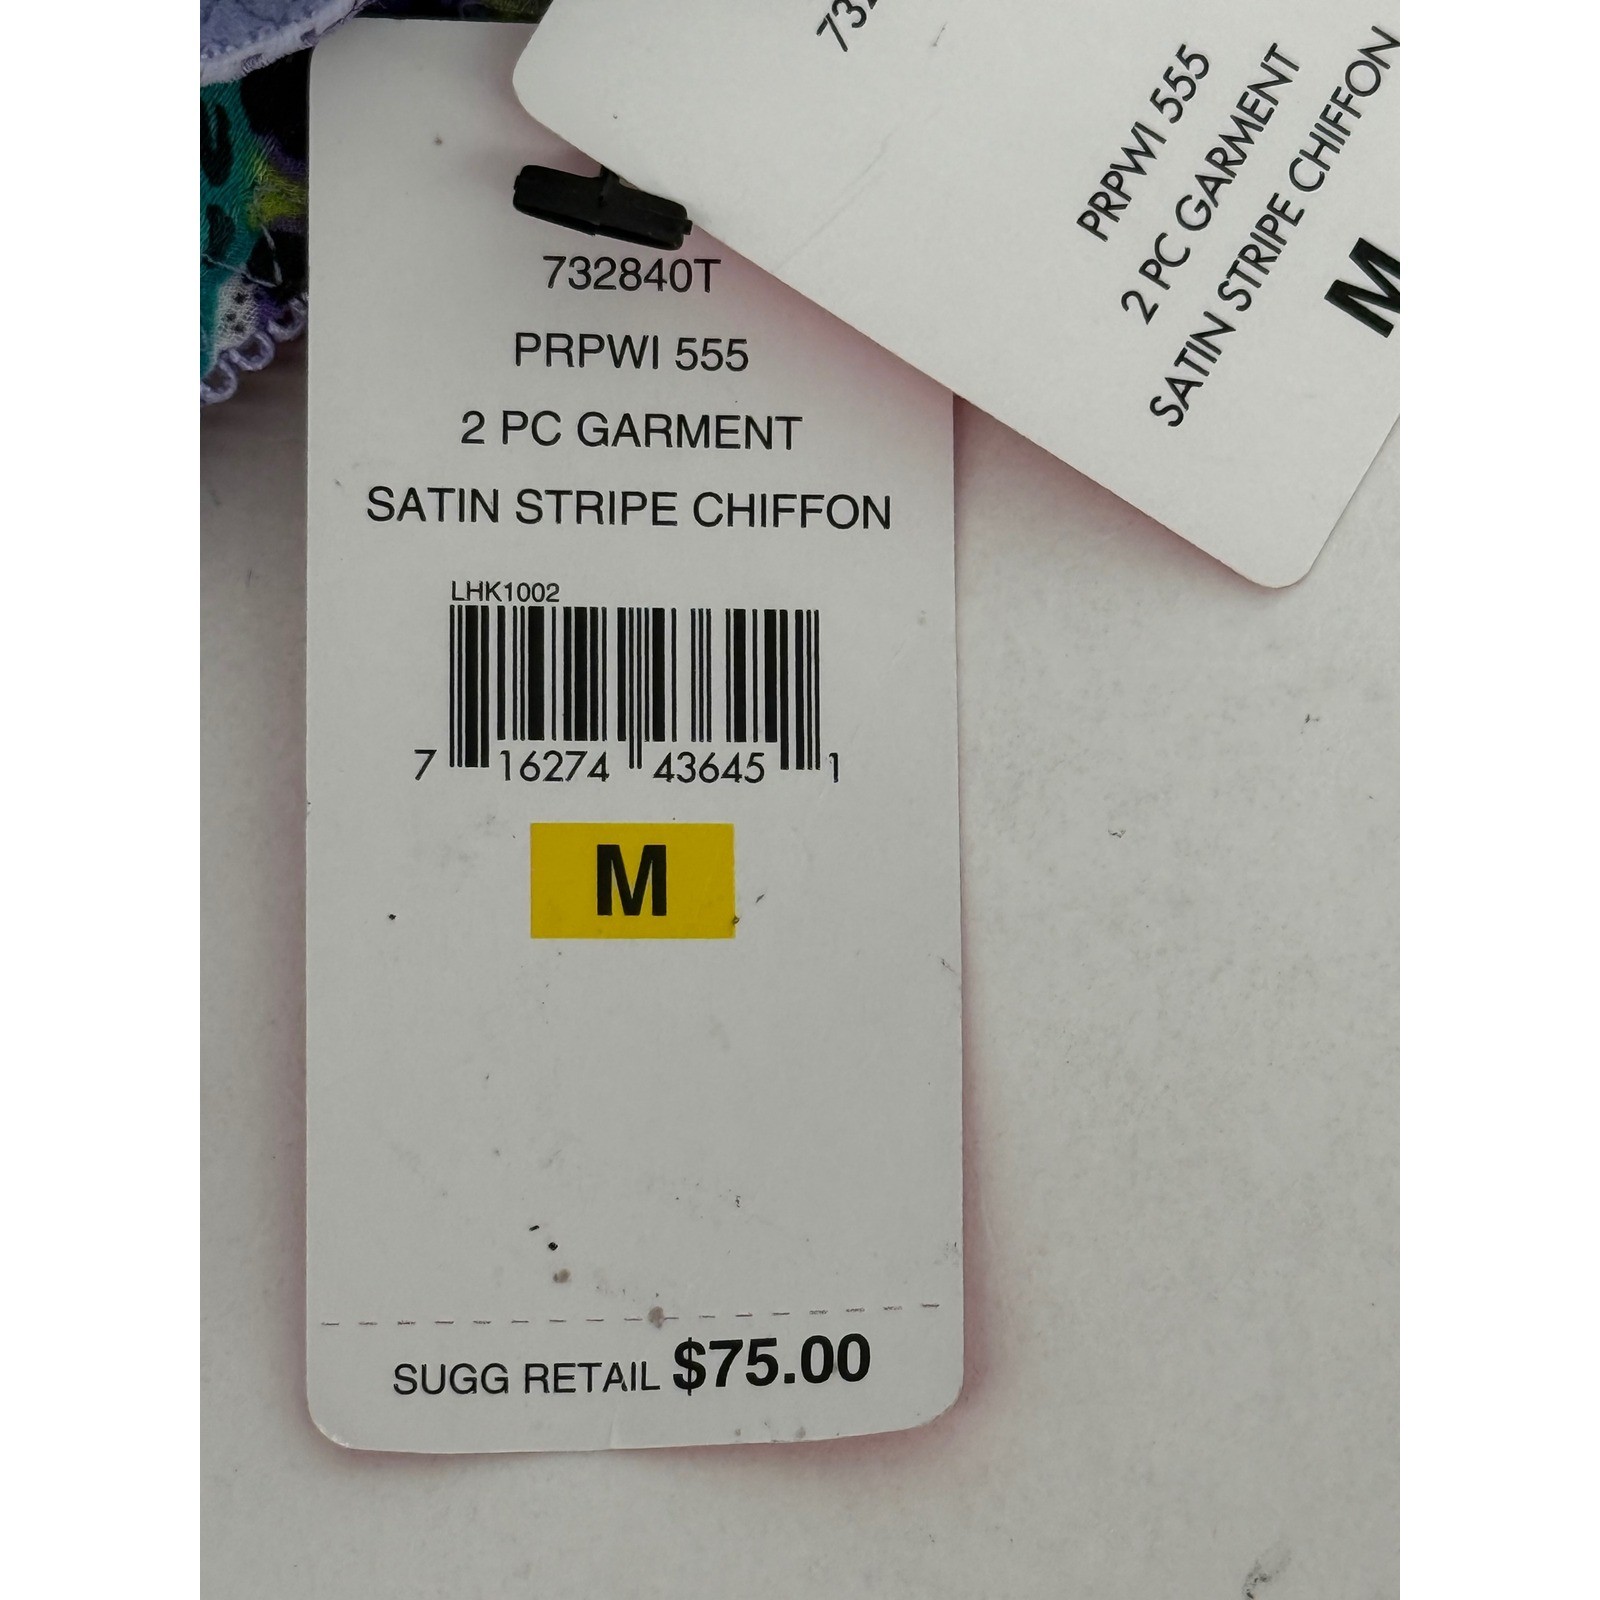 732840T
PRPWI 555
2 PC GARMENT
SATIN STRIPE CHIFFON
LHK1002
7 16274 43645 1
M
SUGG RETAIL $75.00
732
PRPWI 555
2 PC GARMENT
SATIN STRIPE CHIFFON
M